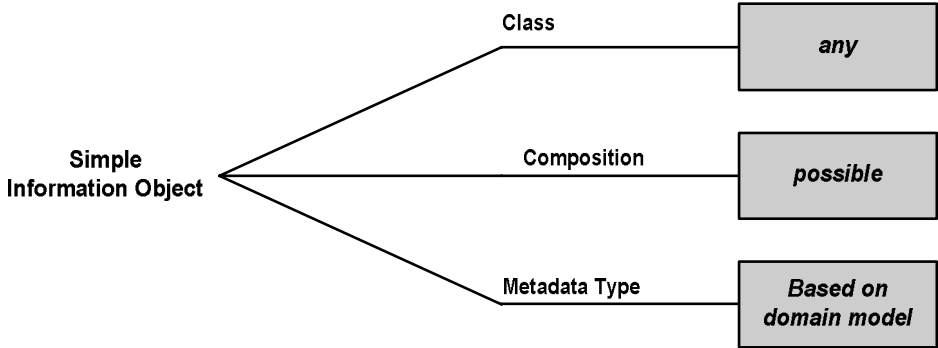 Class
any
Simple
Information Object
Composition
possible
Metadata Type
Based on
domain model